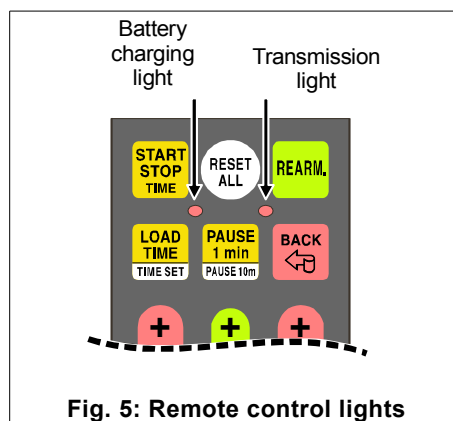 Battery
charging
light
Transmission
light
START
STOP
TIME
RESET
ALL
REARM.
LOAD
TIME
TIME SET
PAUSE
1 min
PAUSE 10m
BACK
+ + +
Fig. 5: Remote control lights